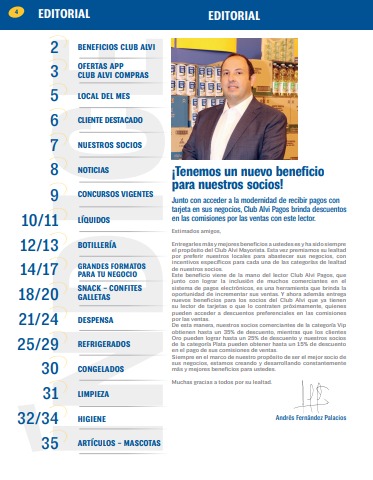 4
EDITORIAL
EDITORIAL
2 BENEFICIOS CLUB ALVI
3 OFERTAS APP
CLUB ALVI COMPRAS
5 LOCAL DEL MES
6 CLIENTE DESTACADO
7 NUESTROS SOCIOS
8 NOTICIAS
9 CONCURSOS VIGENTES
10/11 LÍQUIDOS
12/13 BOTILLERÍA
14/17 GRANDES FORMATOS
PARA TU NEGOCIO
18/20 SNACK – CONFITES
GALLETAS
21/24 DESPENSA
25/29 REFRIGERADOS
30 CONGELADOS
31 LIMPIEZA
32/34 HIGIENE
35 ARTÍCULOS – MASCOTAS
¡Tenemos un nuevo beneficio
para nuestros socios!
Junto con acceder a la modernidad de recibir pagos con
tarjeta en sus negocios, Club Alvi Pagos brinda descuentos
en las comisiones por las ventas con este lector.
Estimados amigos,
Entregarles más y mejores beneficios a ustedes es y ha sido siempre
el propósito del Club Alvi Mayorista. Esta vez premiamos su lealtad
por preferir nuestros locales para abastecer sus negocios, con
incentivos específicos para cada una de las categorías de lealtad
de nuestros socios.
Este beneficio viene de la mano del lector Club Alvi Pagos, que
junto con lograr la inclusión de muchos comerciantes en el
sistema de pagos electrónicos, es una herramienta que brinda la
oportunidad de incrementar sus ventas. Y ahora además entrega
nuevos beneficios para los socios del Club Alvi que ya tienen
su lector de tarjetas o que lo contraten próximamente, quienes
pueden acceder a descuentos preferenciales en las comisiones
por las ventas.
De esta manera, nuestros socios comerciantes de la categoría Vip
obtienen hasta un 35% de descuento, mientras que los clientes
Oro pueden lograr hasta un 25% de descuento y nuestros socios
de la categoría Plata pueden obtener hasta un 15% de descuento
en el pago de sus comisiones de ventas.
Siempre en el marco de nuestro propósito de ser el mejor socio de
sus negocios, estamos creando y desarrollando constantemente
más y mejores beneficios para ustedes.
Muchas gracias a todos por su lealtad.
Andrés Fernández Palacios